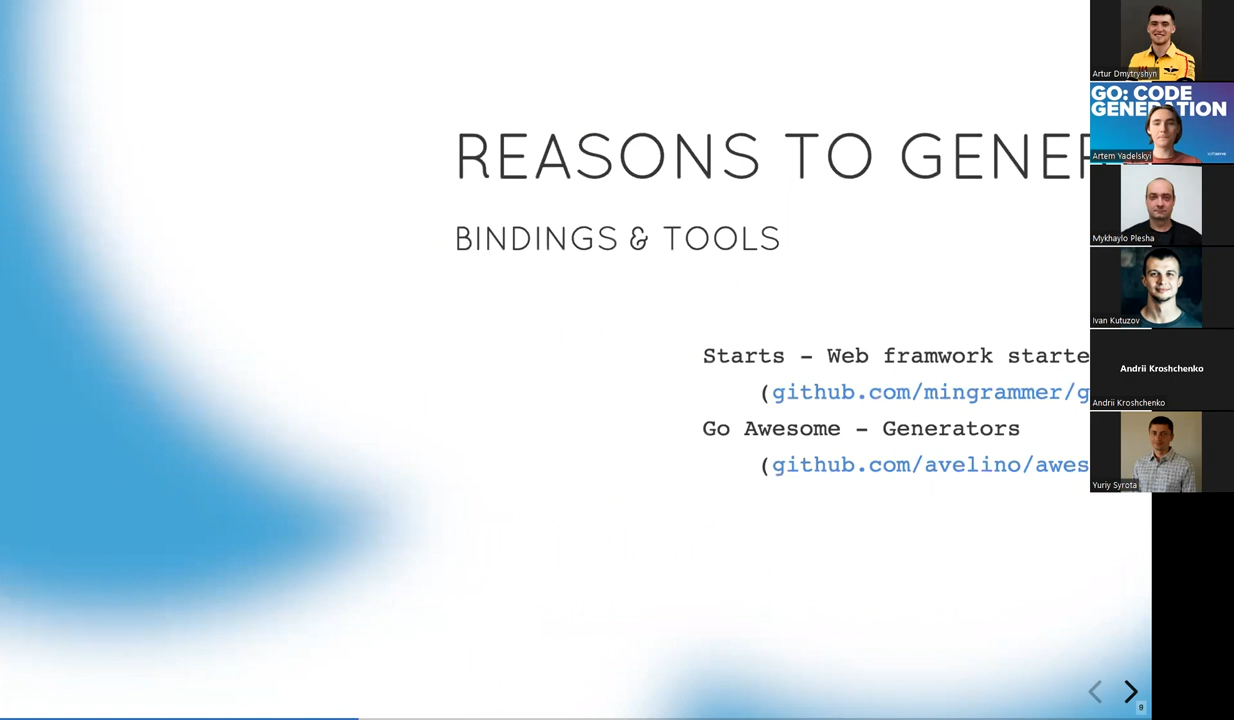 REASONS TO GENER
BINDINGS & TOOLS
Starts – Web framwork starte
(github.com/mingrammer/g
Go Awesome – Generators
(github.com/avelino/awes
9
Artur Dmytryshyn
GO: CODE
GENERATION
Artem Yadelskyi
Mykhaylo Plesha
Ivan Kutuzov
Andrii Kroshchenko
Andrii Kroshchenko
Yuriy Syrota